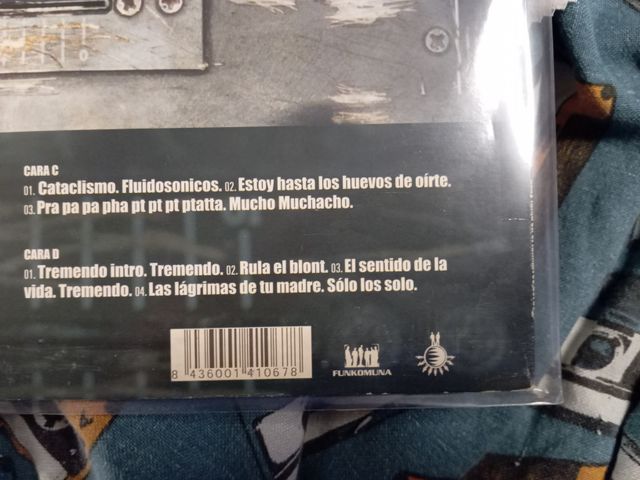 CARA C
01. Cataclismo. Fluidosonicos. 02. Estoy hasta los huevos de oírte.
03. Pra pa pa pha pt pt pt ptatta. Mucho Muchacho.
CARA D
01. Tremendo intro. Tremendo. 02. Rula el blont. 03. El sentido de la
vida. Tremendo. 04. Las lágrimas de tu madre. Sólo los solo.
8 436001 410678
FUNKOMUNA